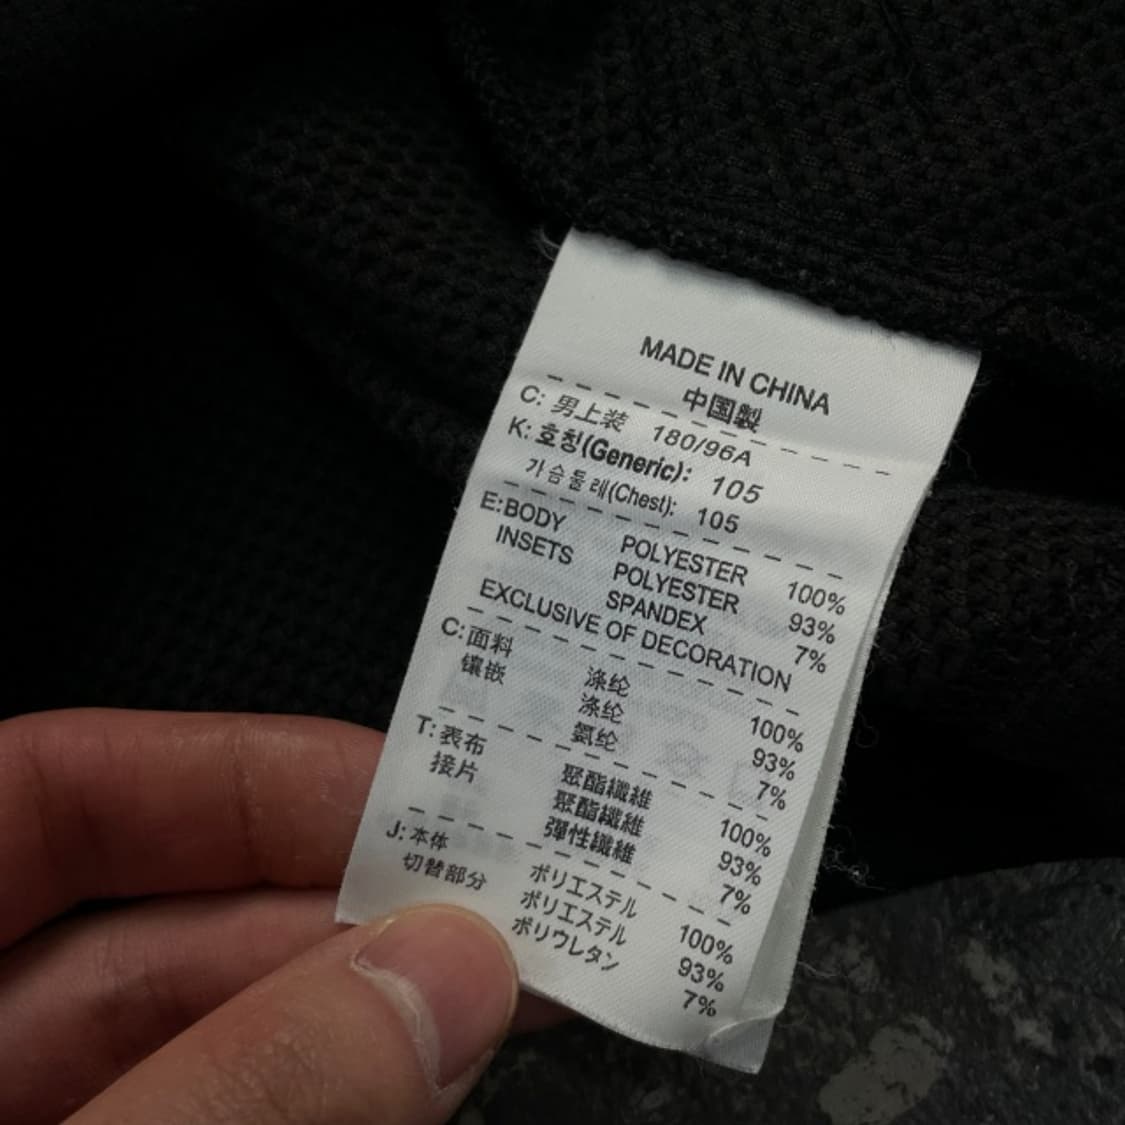 MADE IN CHINA
中国製
C: 男上装 180/96A
K: 호칭(Generic): 105
가슴둘레(Chest): 105
E:BODY POLYESTER 100%
INSETS POLYESTER 93%
SPANDEX 7%
EXCLUSIVE OF DECORATION
C:面料 涤纶 100%
镶嵌 涤纶 93%
氨纶 7%
T:表布 聚酯纖維 100%
接片 聚酯纖維 93%
彈性纖維 7%
J:本体 ポリエステル 100%
切替部分 ポリエステル 93%
ポリウレタン 7%